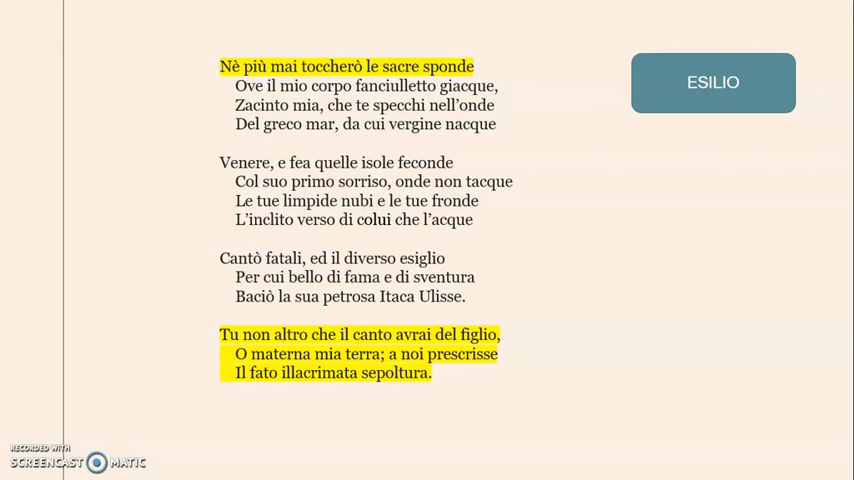 Nè più mai toccherò le sacre sponde
Ove il mio corpo fanciulletto giacque,
Zacinto mia, che te specchi nell'onde
Del greco mar, da cui vergine nacque
Venere, e fea quelle isole feconde
Col suo primo sorriso, onde non tacque
Le tue limpide nubi e le tue fronde
L'inclito verso di colui che l'acque
Cantò fatali, ed il diverso esiglio
Per cui bello di fama e di sventura
Baciò la sua petrosa Itaca Ulisse.
Tu non altro che il canto avrai del figlio,
O materna mia terra; a noi prescrisse
Il fato illacrimata sepoltura.
ESILIO
RECORDED WITH
SCREENCAST MATIC